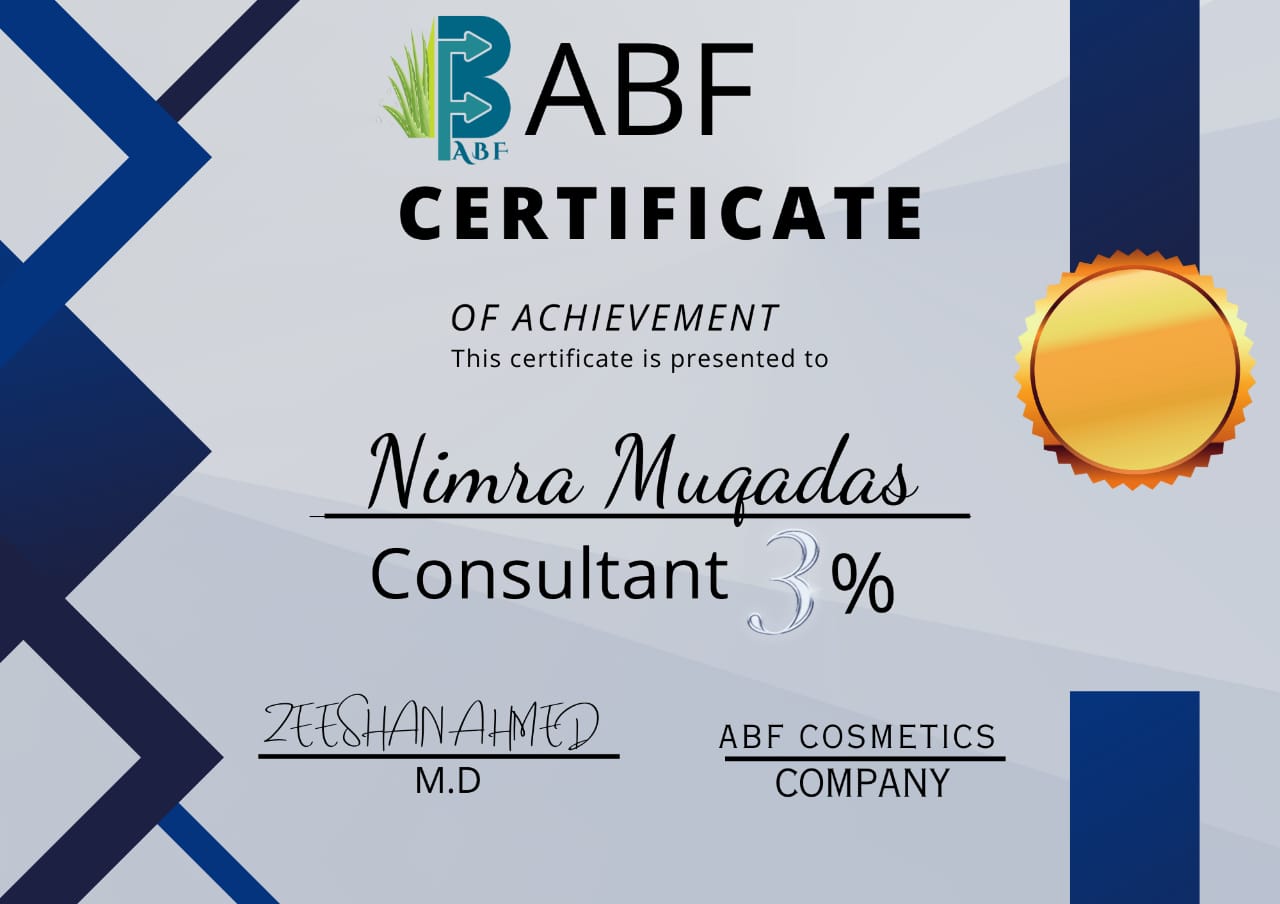 ABF
ABF
CERTIFICATE
OF ACHIEVEMENT
This certificate is presented to
Nimra Muqadas
Consultant 3%
ZEESHAN AHMED
M.D
ABF COSMETICS
COMPANY